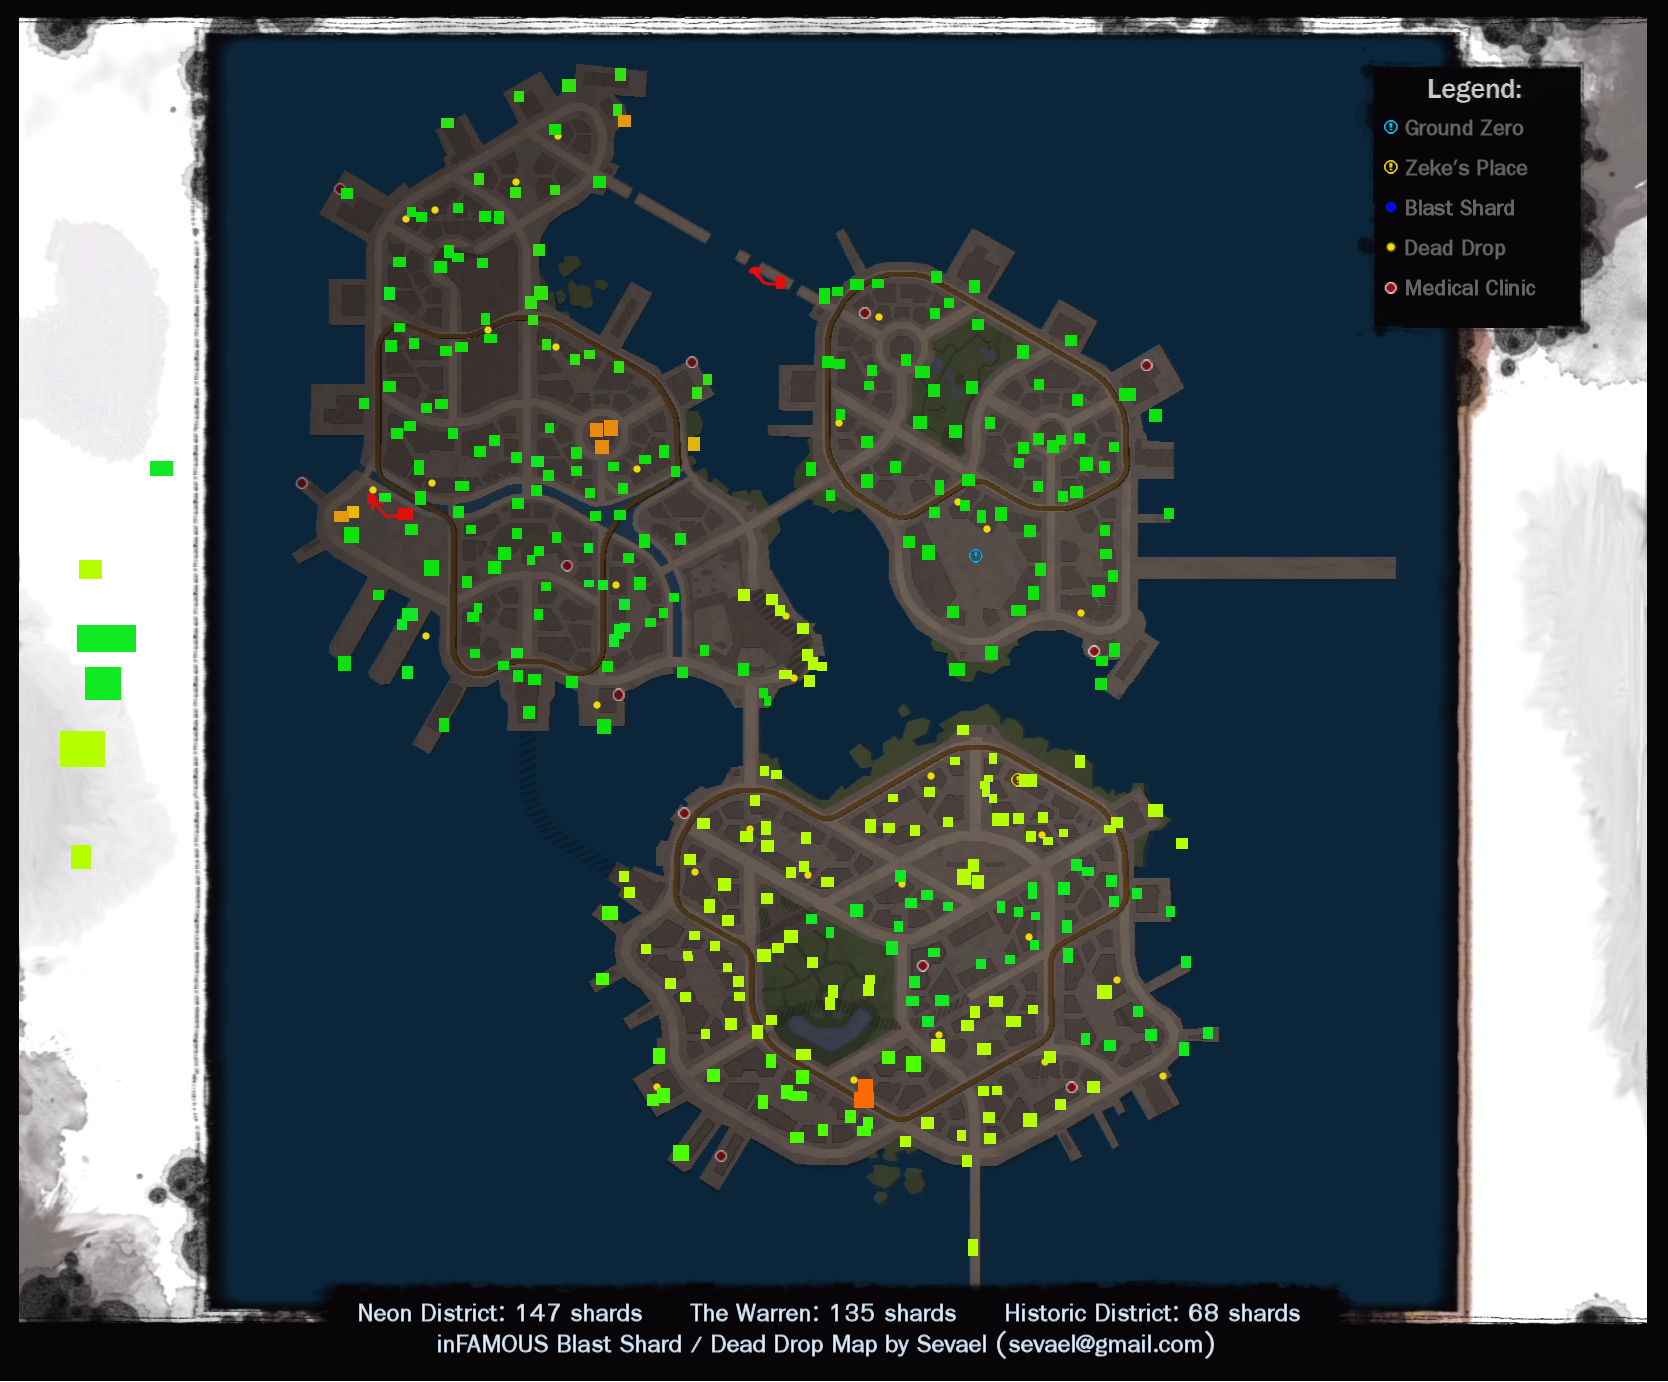 Legend:
Ground Zero
Zeke's Place
Blast Shard
Dead Drop
Medical Clinic
Neon District: 147 shards The Warren: 135 shards Historic District: 68 shards
inFAMOUS Blast Shard / Dead Drop Map by Sevael (sevael@gmail.com)